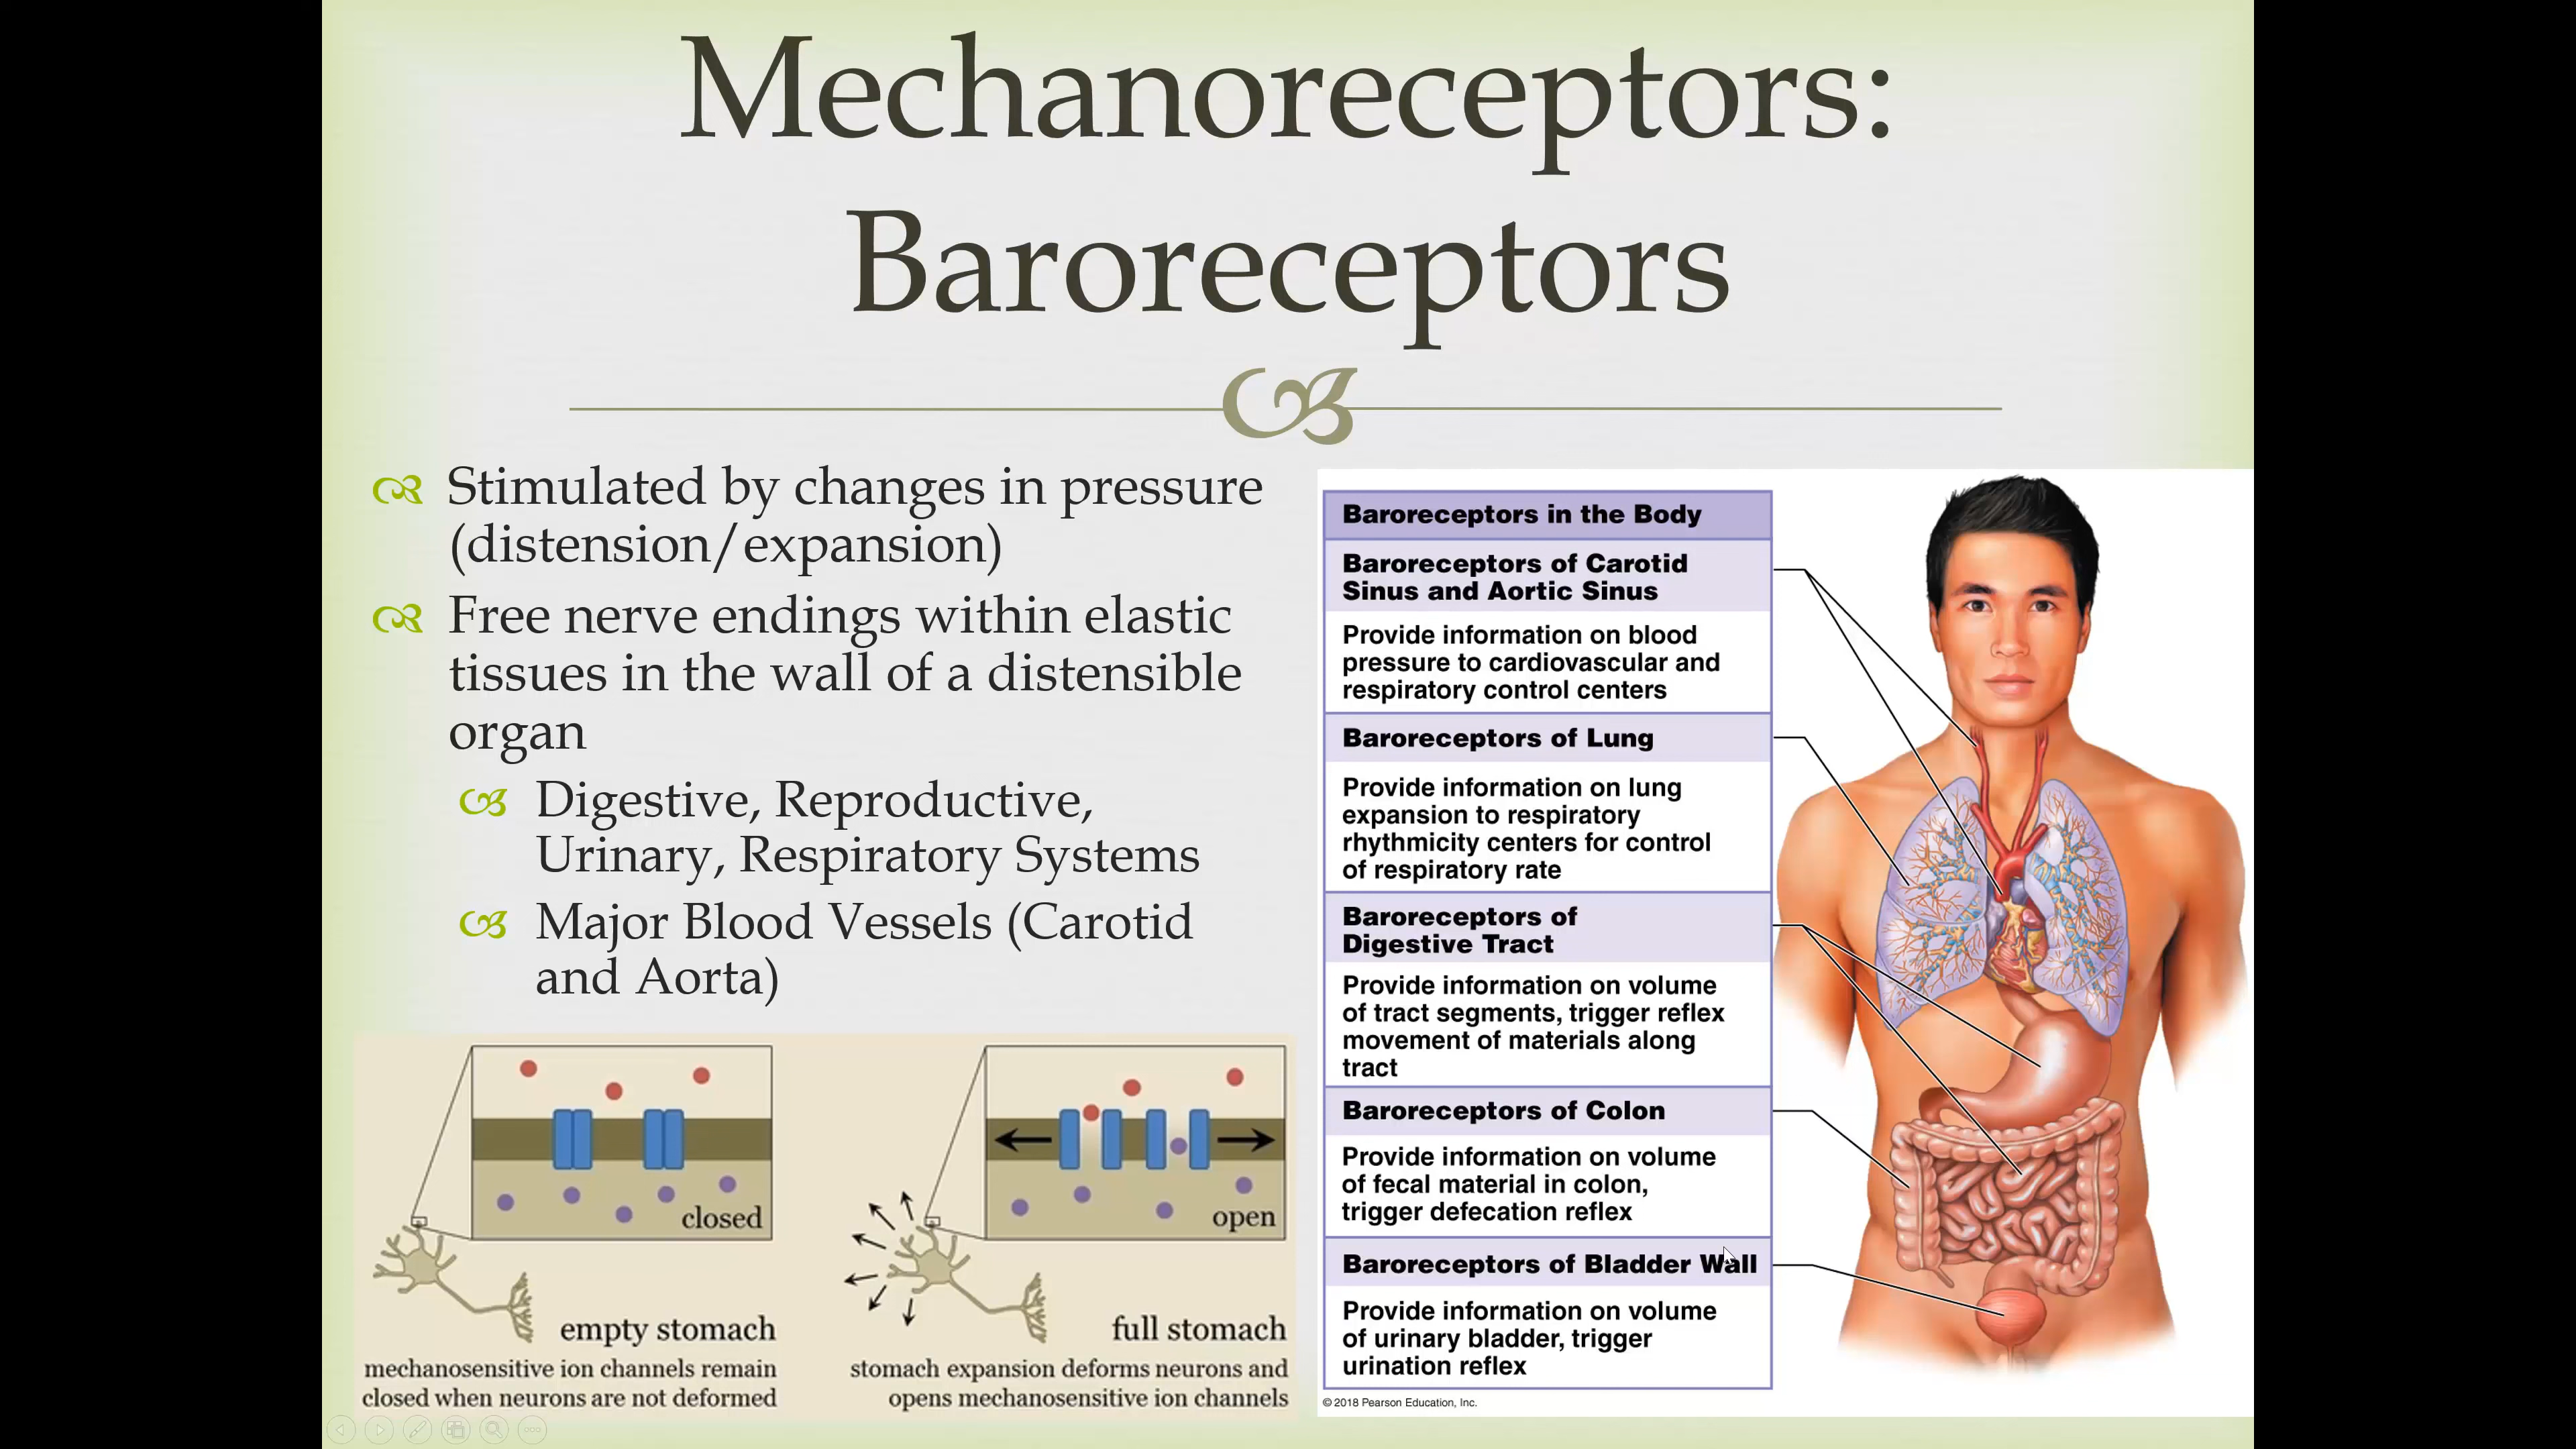 Mechanoreceptors:
Baroreceptors
Stimulated by changes in pressure
(distension/expansion)
Free nerve endings within elastic
tissues in the wall of a distensible
organ
Digestive, Reproductive,
Urinary, Respiratory Systems
Major Blood Vessels (Carotid
and Aorta)
closed
empty stomach
mechanosensitive ion channels remain
closed when neurons are not deformed
open
full stomach
stomach expansion deforms neurons and
opens mechanosensitive ion channels
Baroreceptors in the Body
Baroreceptors of Carotid
Sinus and Aortic Sinus
Provide information on blood
pressure to cardiovascular and
respiratory control centers
Baroreceptors of Lung
Provide information on lung
expansion to respiratory
rhythmicity centers for control
of respiratory rate
Baroreceptors of
Digestive Tract
Provide information on volume
of tract segments, trigger reflex
movement of materials along
tract
Baroreceptors of Colon
Provide information on volume
of fecal material in colon,
trigger defecation reflex
Baroreceptors of Bladder Wall
Provide information on volume
of urinary bladder, trigger
urination reflex
© 2018 Pearson Education, Inc.